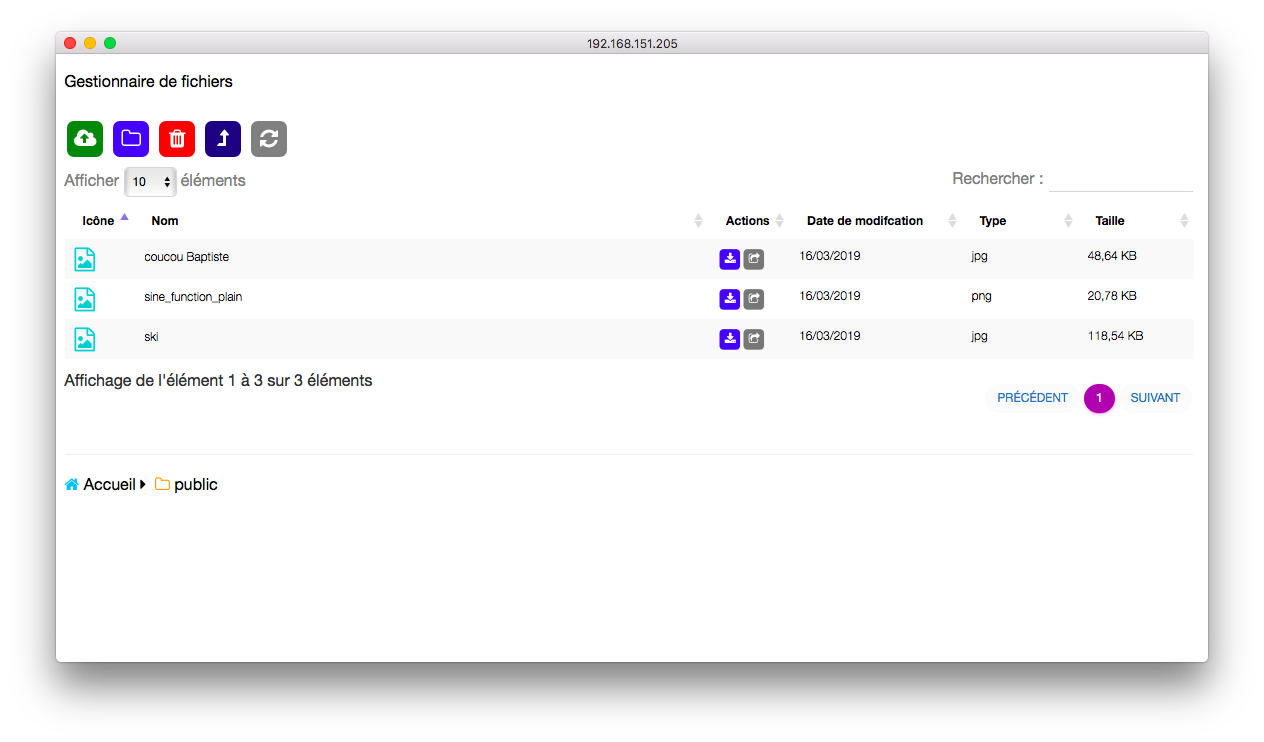 192.168.151.205
Gestionnaire de fichiers
Afficher 10 éléments
Rechercher :
Icône Nom Actions Date de modifcation Type Taille
coucou Baptiste 16/03/2019 jpg 48,64 KB
sine_function_plain 16/03/2019 png 20,78 KB
ski 16/03/2019 jpg 118,54 KB
Affichage de l'élément 1 à 3 sur 3 éléments
PRÉCÉDENT 1 SUIVANT
Accueil public